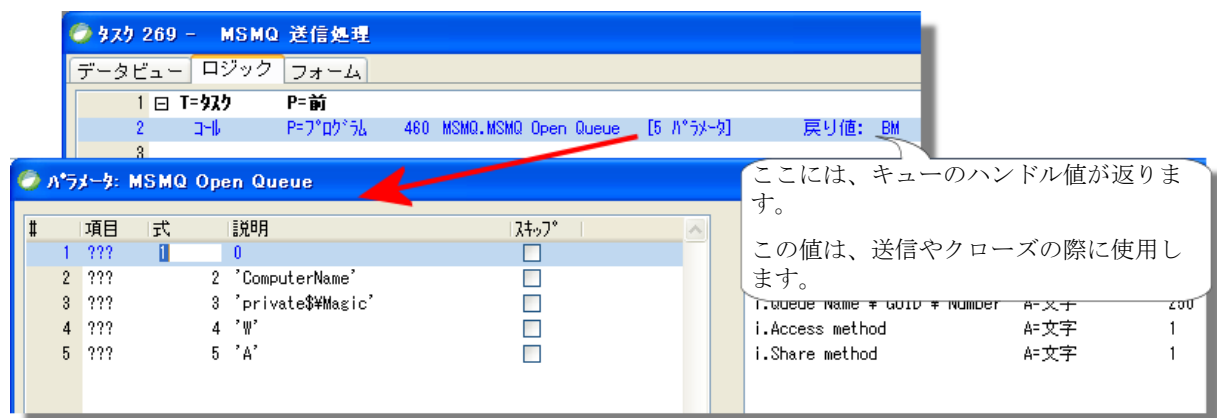 タスク 269 - MSMQ 送信処理
データビュー ロジック フォーム
1 T=タスク P=前
2 コール P=プログラム 460 MSMQ.MSMQ Open Queue [5 パラメータ] 戻り値: BM
3
パラメータ: MSMQ Open Queue
ここには、キューのハンドル値が返りま
す。
この値は、送信やクローズの際に使用し
ます。
# 項目 式 説明 スキップ
1 ??? 1 0
2 ??? 2 'ComputerName'
3 ??? 3 'private$¥Magic'
4 ??? 4 'W'
5 ??? 5 'A'
i.Queue Name ¥ GUID ¥ Number A=文字 250
i.Access method A=文字 1
i.Share method A=文字 1